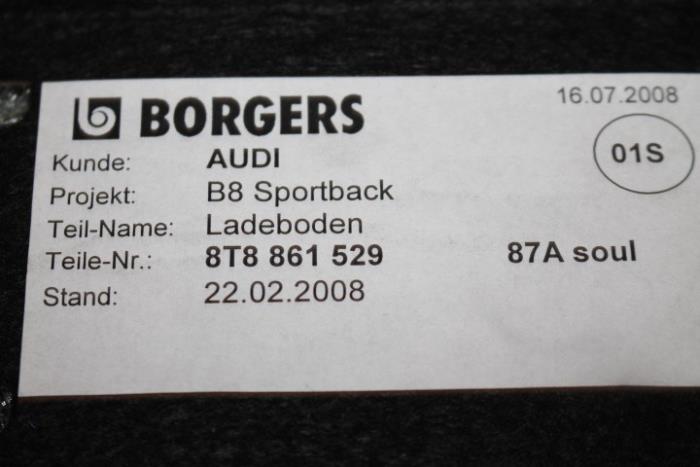 BORGERS 16.07.2008
Kunde: AUDI 01S
Projekt: B8 Sportback
Teil-Name: Ladeboden
Teile-Nr.: 8T8 861 529 87A soul
Stand: 22.02.2008